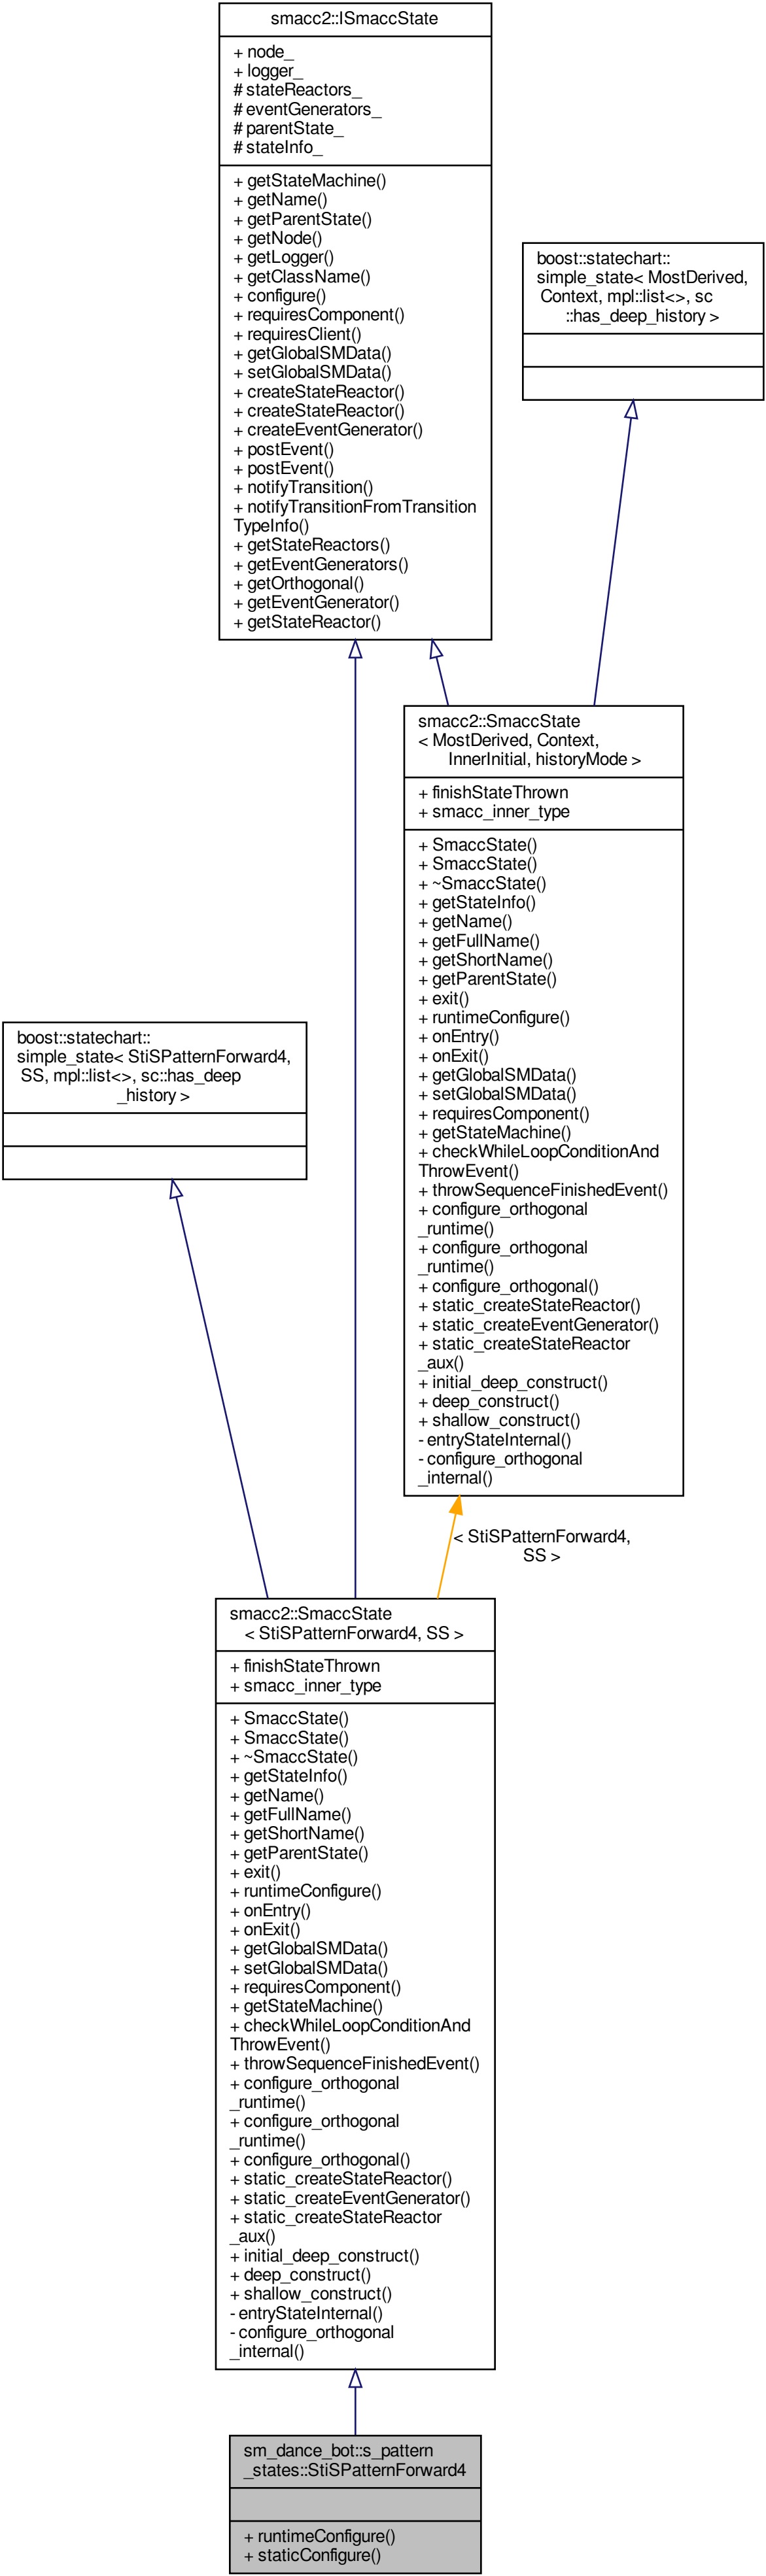 smacc2::ISmaccState
+ node_
+ logger_
# stateReactors_
# eventGenerators_
# parentState_
# stateInfo_
+ getStateMachine()
+ getName()
+ getParentState()
+ getNode()
+ getLogger()
+ getClassName()
+ configure()
+ requiresComponent()
+ requiresClient()
+ getGlobalSMData()
+ setGlobalSMData()
+ createStateReactor()
+ createStateReactor()
+ createEventGenerator()
+ postEvent()
+ postEvent()
+ notifyTransition()
+ notifyTransitionFromTransition
TypeInfo()
+ getStateReactors()
+ getEventGenerators()
+ getOrthogonal()
+ getEventGenerator()
+ getStateReactor()
boost::statechart::
simple_state< MostDerived,
Context, mpl::list<>, sc
::has_deep_history >
smacc2::SmaccState
< MostDerived, Context,
InnerInitial, historyMode >
+ finishStateThrown
+ smacc_inner_type
+ SmaccState()
+ SmaccState()
+ ~SmaccState()
+ getStateInfo()
+ getName()
+ getFullName()
+ getShortName()
+ getParentState()
+ exit()
+ runtimeConfigure()
+ onEntry()
+ onExit()
+ getGlobalSMData()
+ setGlobalSMData()
+ requiresComponent()
+ getStateMachine()
+ checkWhileLoopConditionAnd
ThrowEvent()
+ throwSequenceFinishedEvent()
+ configure_orthogonal
_runtime()
+ configure_orthogonal
_runtime()
+ configure_orthogonal()
+ static_createStateReactor()
+ static_createEventGenerator()
+ static_createStateReactor
_aux()
+ initial_deep_construct()
+ deep_construct()
+ shallow_construct()
- entryStateInternal()
- configure_orthogonal
_internal()
boost::statechart::
simple_state< StiSPatternForward4,
SS, mpl::list<>, sc::has_deep
_history >
< StiSPatternForward4,
SS >
smacc2::SmaccState
< StiSPatternForward4, SS >
+ finishStateThrown
+ smacc_inner_type
+ SmaccState()
+ SmaccState()
+ ~SmaccState()
+ getStateInfo()
+ getName()
+ getFullName()
+ getShortName()
+ getParentState()
+ exit()
+ runtimeConfigure()
+ onEntry()
+ onExit()
+ getGlobalSMData()
+ setGlobalSMData()
+ requiresComponent()
+ getStateMachine()
+ checkWhileLoopConditionAnd
ThrowEvent()
+ throwSequenceFinishedEvent()
+ configure_orthogonal
_runtime()
+ configure_orthogonal
_runtime()
+ configure_orthogonal()
+ static_createStateReactor()
+ static_createEventGenerator()
+ static_createStateReactor
_aux()
+ initial_deep_construct()
+ deep_construct()
+ shallow_construct()
- entryStateInternal()
- configure_orthogonal
_internal()
sm_dance_bot::s_pattern
_states::StiSPatternForward4
+ runtimeConfigure()
+ staticConfigure()